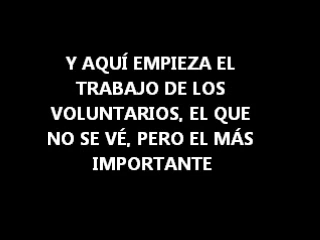 Y AQUÍ EMPIEZA EL
TRABAJO DE LOS
VOLUNTARIOS, EL QUE
NO SE VÉ, PERO EL MÁS
IMPORTANTE